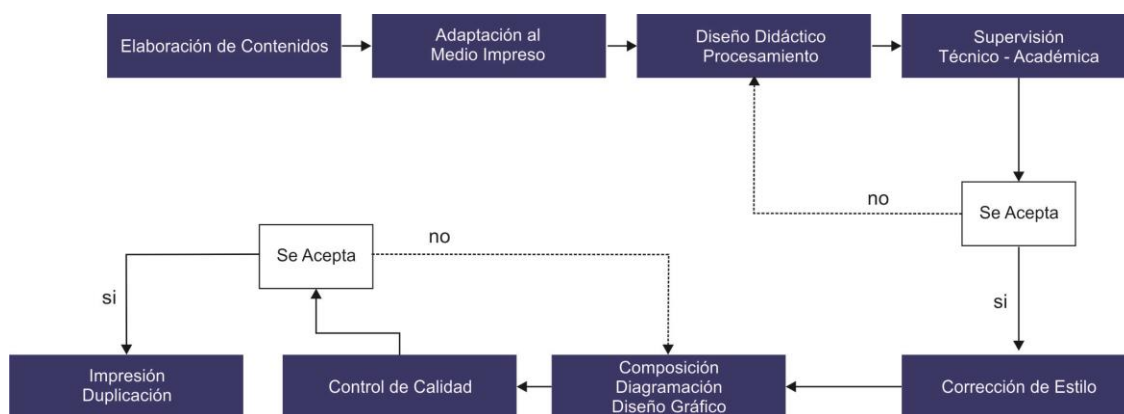 Elaboración de Contenidos
Adaptación al
Medio Impreso
Diseño Didáctico
Procesamiento
Supervisión
Técnico - Académica
Se Acepta
no
si
Corrección de Estilo
Composición
Diagramación
Diseño Gráfico
Control de Calidad
Se Acepta
no
si
Impresión
Duplicación